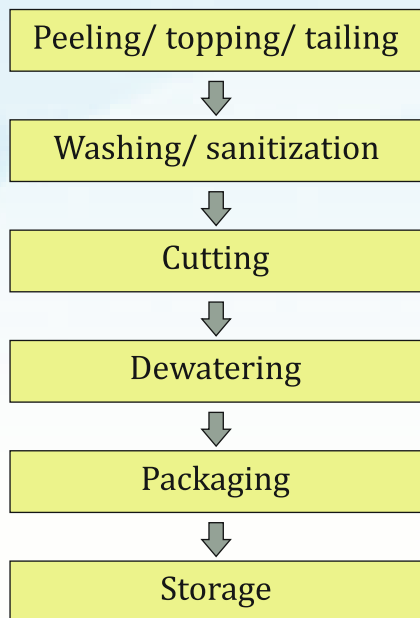 Peeling/ topping/ tailing
Washing/ sanitization
Cutting
Dewatering
Packaging
Storage